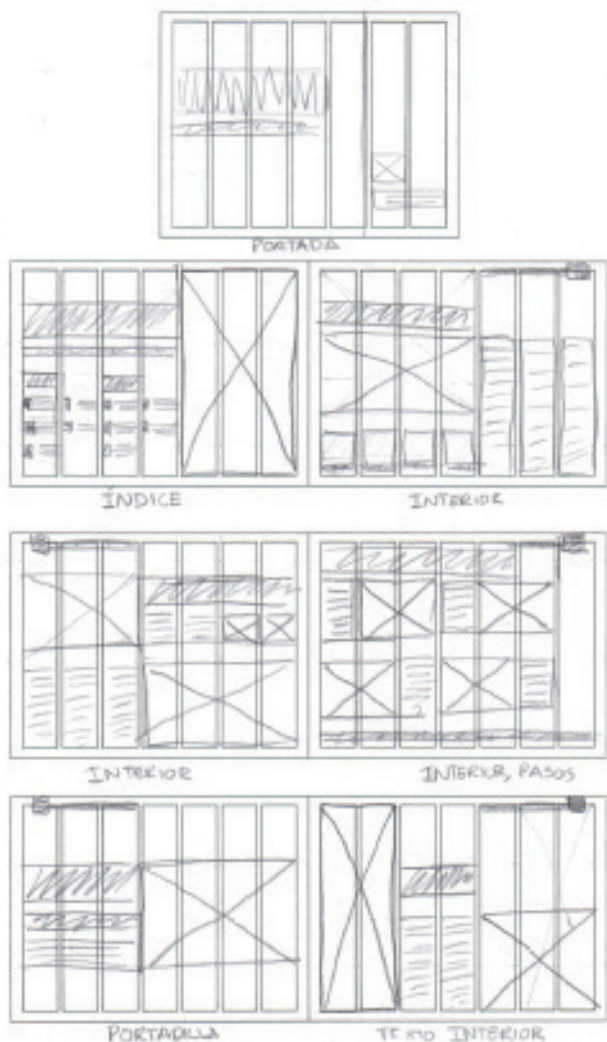 PORTADA
ÍNDICE
INTERIOR
INTERIOR
INTERIOR, PASOS
PORTADILLA
TEXTO INTERIOR